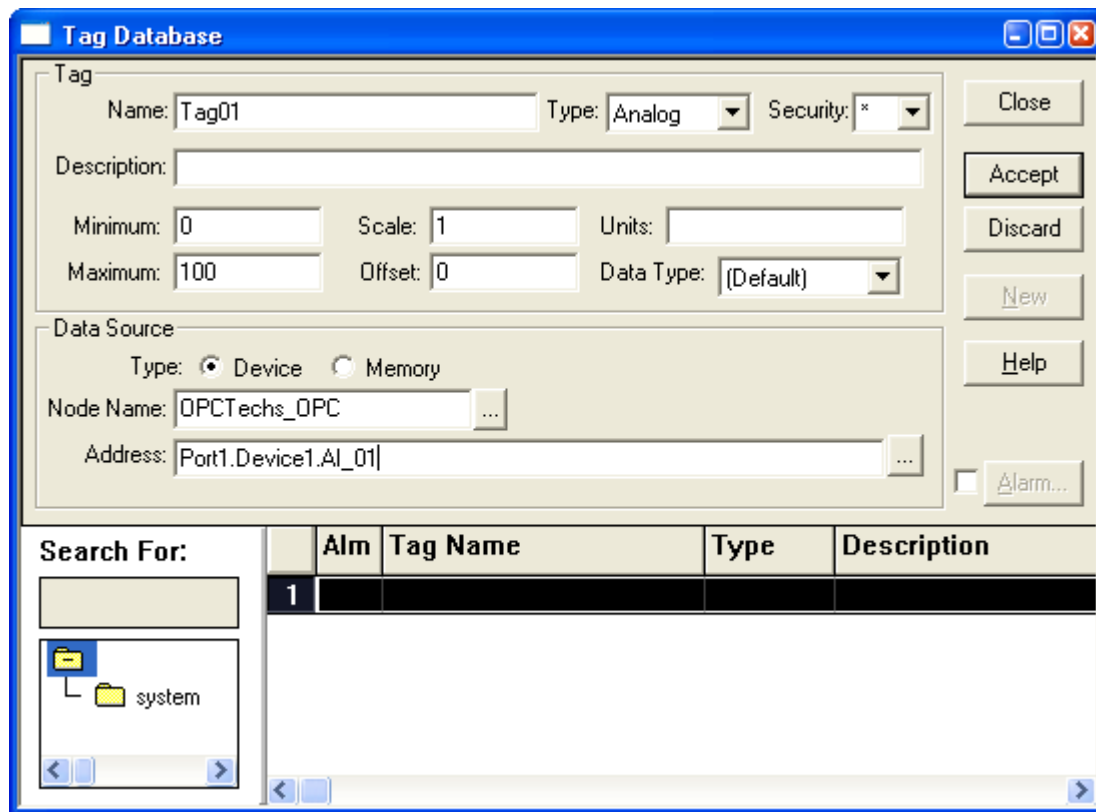 Tag Database
Tag
Name: Tag01 Type: Analog Security: * Close
Description: Accept
Minimum: 0 Scale: 1 Units: Discard
Maximum: 100 Offset: 0 Data Type: (Default)
New
Data Source
Type: Device Memory Help
Node Name: OPCTechs_OPC ...
Address: Port1.Device1.AI_01 ...
Alarm...
Search For: Alm Tag Name Type Description
1
system